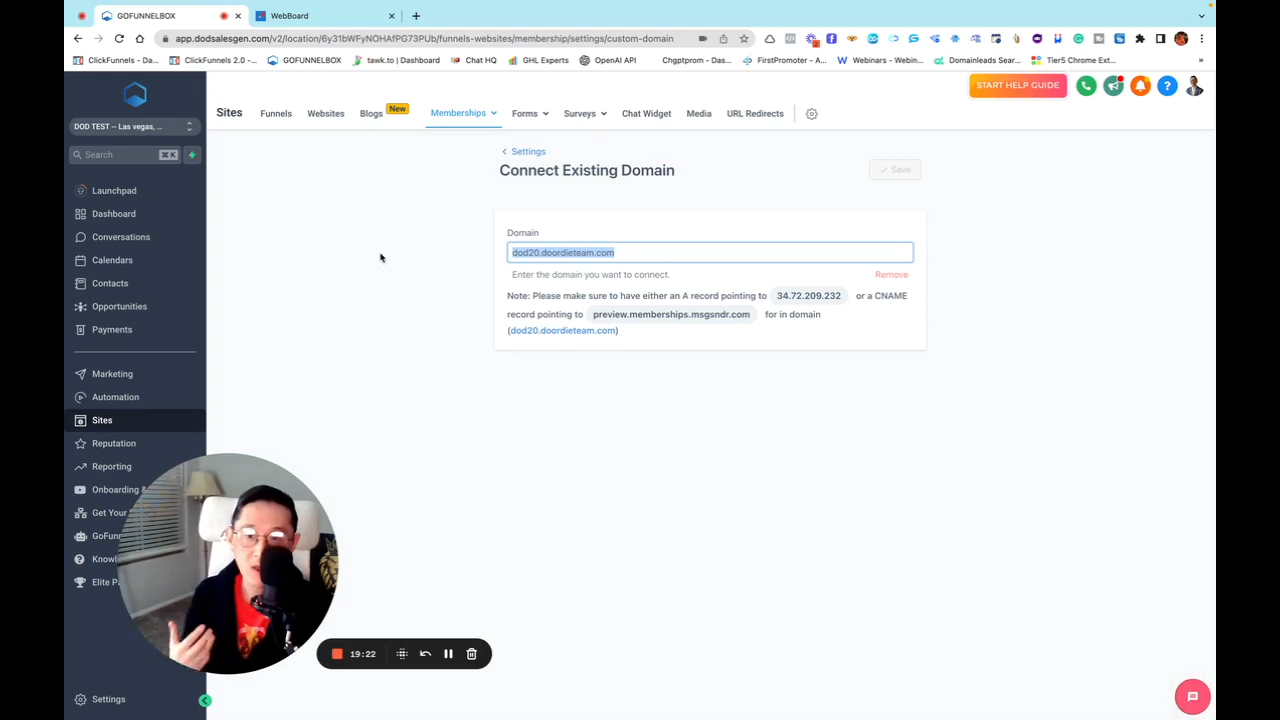 GOFUNNELBOX
WebBoard
app.dodsalesgen.com/v2/location/6y31bWFyNOHAfPG73PUb/funnels-websites/membership/settings/custom-domain
ClickFunnels - Da...
ClickFunnels 2.0 -...
GOFUNNELBOX
tawk.to | Dashboard
Chat HQ
GHL Experts
OpenAI API
Chgpptprom - Das...
FirstPromoter - A...
Webinars - Webin...
Domainleads Sear...
Tier5 Chrome Ext...
START HELP GUIDE
Sites
Funnels
Websites
Blogs
New
Memberships
Forms
Surveys
Chat Widget
Media
URL Redirects
DOD TEST -- Las vegas, ...
Search
⌘K
Launchpad
Dashboard
Conversations
Calendars
Contacts
Opportunities
Payments
Marketing
Automation
Sites
Reputation
Reporting
Onboarding &
Get Your
GoFun
Knowl
Elite P
Settings
Settings
Connect Existing Domain
Save
Domain
dod20.doordieteam.com
Enter the domain you want to connect.
Remove
Note: Please make sure to have either an A record pointing to 34.72.209.232 or a CNAME
record pointing to preview.memberships.msgsndr.com for in domain
(dod20.doordieteam.com)
19:22